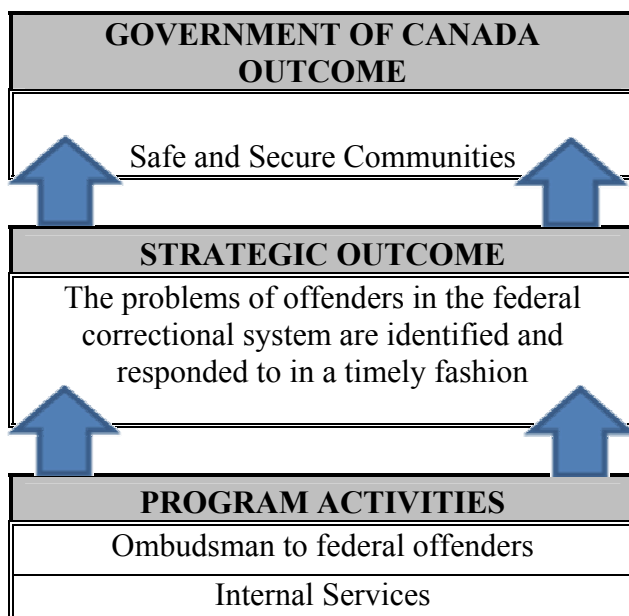 GOVERNMENT OF CANADA
OUTCOME
Safe and Secure Communities
STRATEGIC OUTCOME
The problems of offenders in the federal
correctional system are identified and
responded to in a timely fashion
PROGRAM ACTIVITIES
Ombudsman to federal offenders
Internal Services